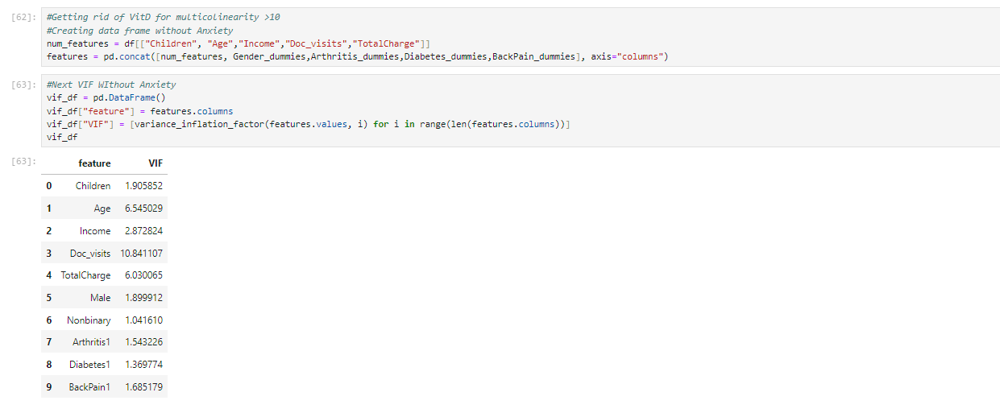 [62]: #Getting rid of VitD for multicolinearity >10
#Creating data frame without Anxiety
num_features = df[["Children", "Age","Income","Doc_visits","TotalCharge"]]
features = pd.concat([num_features, Gender_dummies,Arthritis_dummies,Diabetes_dummies,BackPain_dummies], axis="columns")
[63]: #Next VIF WIthout Anxiety
vif_df = pd.DataFrame()
vif_df["feature"] = features.columns
vif_df["VIF"] = [variance_inflation_factor(features.values, i) for i in range(len(features.columns))]
vif_df
[63]: feature VIF
0 Children 1.905852
1 Age 6.545029
2 Income 2.872824
3 Doc_visits 10.841107
4 TotalCharge 6.030065
5 Male 1.899912
6 Nonbinary 1.041610
7 Arthritis1 1.543226
8 Diabetes1 1.369774
9 BackPain1 1.685179